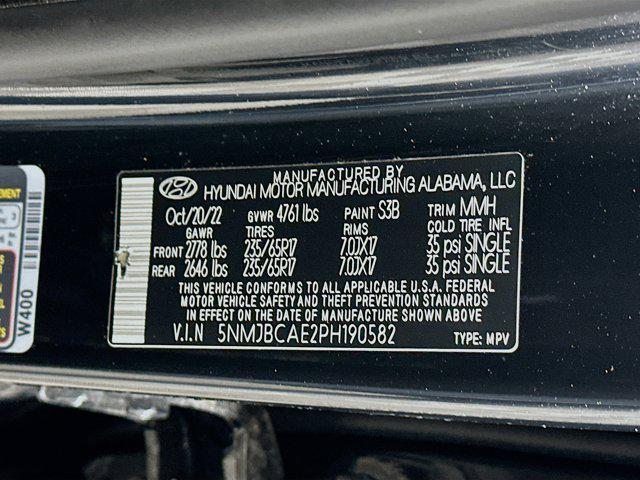 MANUFACTURED BY
HYUNDAI MOTOR MANUFACTURING ALABAMA, LLC
Oct/20/22 GVWR 4761 lbs PAINT S3B TRIM MMH
GAWR TIRES RIMS COLD TIRE INFL
FRONT 2778 lbs 235/65R17 7.0JX17 35 psi SINGLE
REAR 2646 lbs 235/65R17 7.0JX17 35 psi SINGLE
THIS VEHICLE CONFORMS TO ALL APPLICABLE U.S.A. FEDERAL
MOTOR VEHICLE SAFETY AND THEFT PREVENTION STANDARDS
IN EFFECT ON THE DATE OF MANUFACTURE SHOWN ABOVE.
V.I.N 5NMJBCAE2PH190582 TYPE: MPV
W400